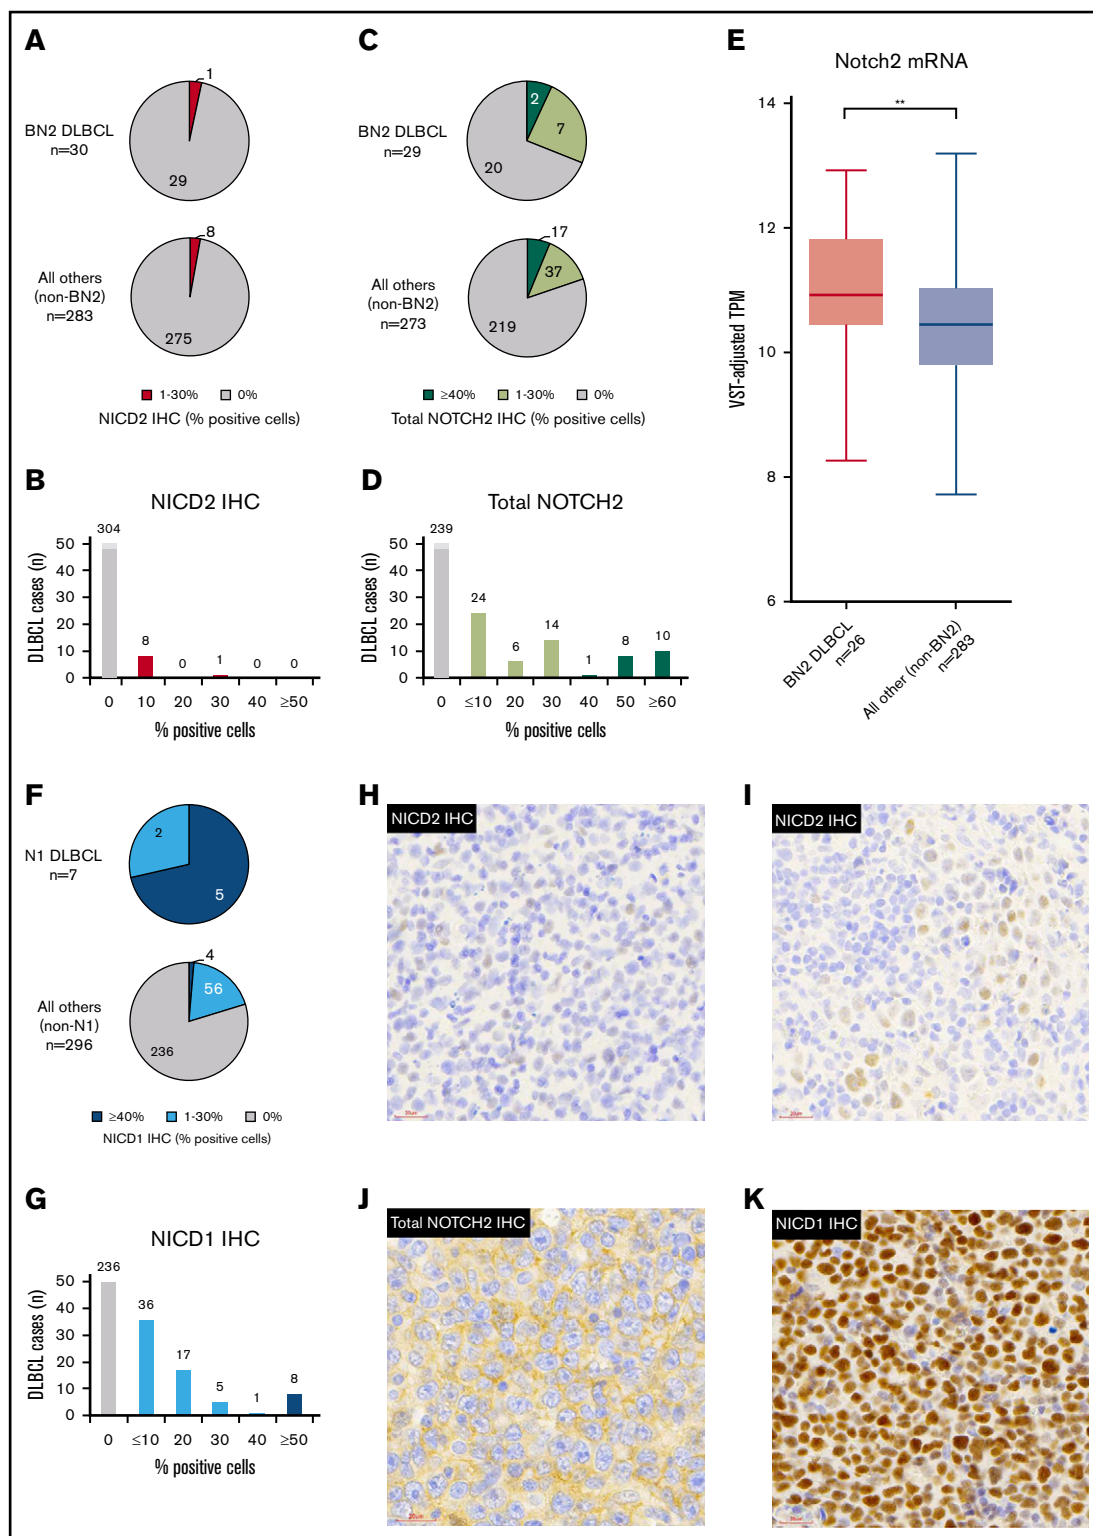 A
1
BN2 DLBCL
n=30
29
8
All others
(non-BN2)
n=283
275
1-30% 0%
NICD2 IHC (% positive cells)
C
2
7
BN2 DLBCL
n=29
20
17
All others
(non-BN2)
n=273
37
219
≥40% 1-30% 0%
Total NOTCH2 IHC (% positive cells)
E
Notch2 mRNA
**
14
12
10
8
6
VST-adjusted TPM
BN2 DLBCL
n=26
All other (non-BN2)
n=283
B
NICD2 IHC
304
50
40
30
20
10
0
DLBCL cases (n)
8
0
1
0
0
0 10 20 30 40 ≥50
% positive cells
D
Total NOTCH2
239
50
40
30
20
10
0
DLBCL cases (n)
24
6
14
1
8
10
0 ≤10 20 30 40 50 ≥60
% positive cells
F
2
N1 DLBCL
n=7
5
4
56
All others
(non-N1)
n=296
236
≥40% 1-30% 0%
NICD1 IHC (% positive cells)
H
NICD2 IHC
20µm
I
NICD2 IHC
20µm
G
NICD1 IHC
236
50
40
30
20
10
0
DLBCL cases (n)
36
17
5
1
8
0 ≤10 20 30 40 ≥50
% positive cells
J
Total NOTCH2 IHC
20µm
K
NICD1 IHC
20µm